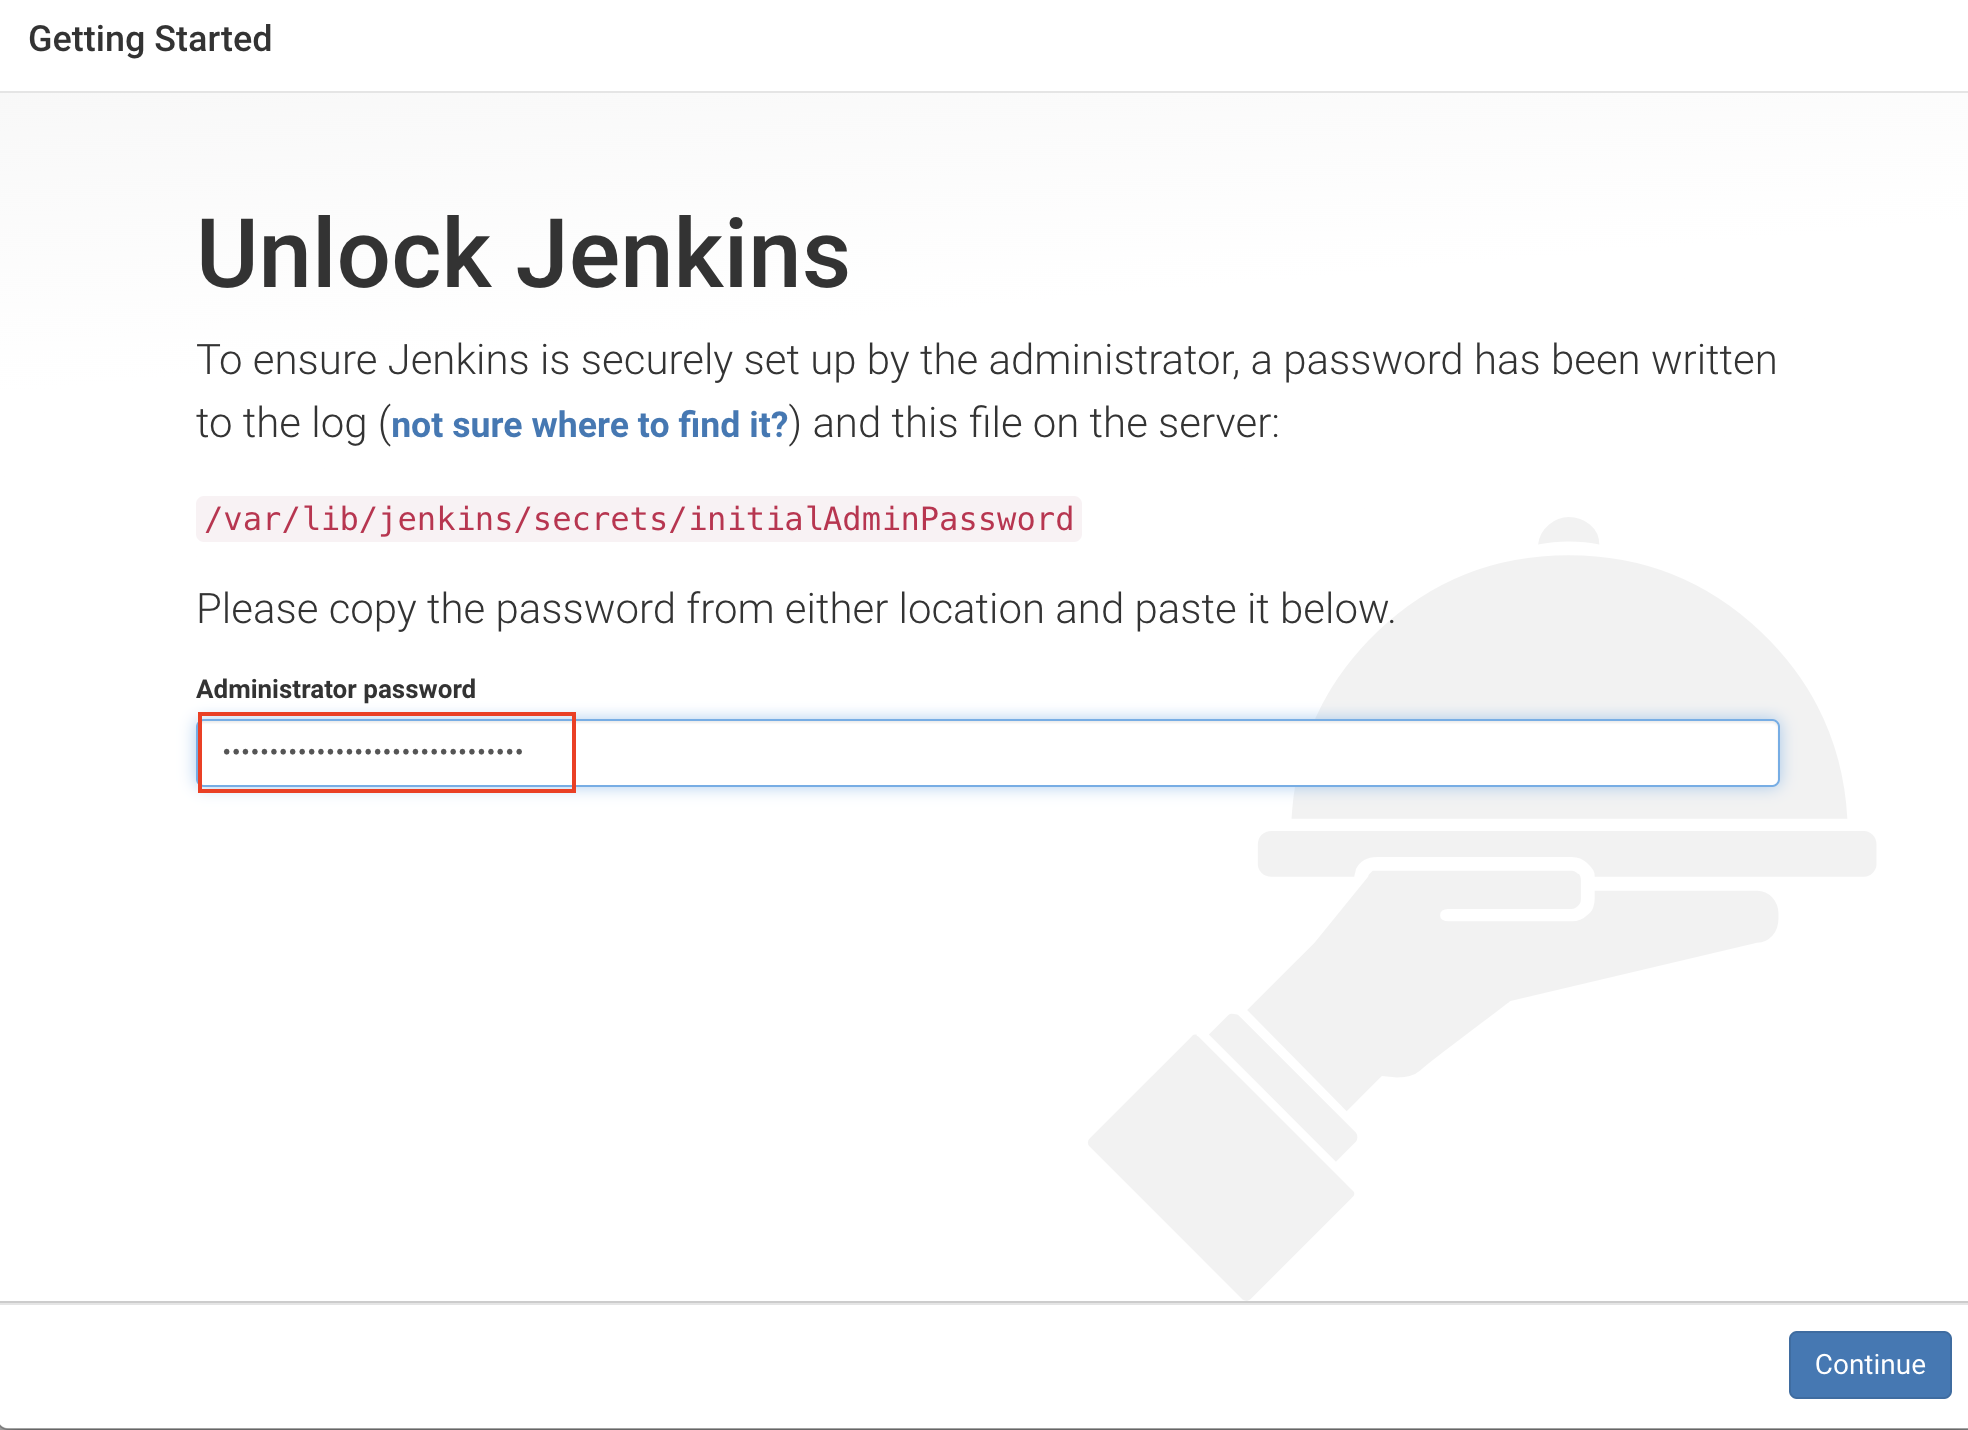 Getting Started
Unlock Jenkins
To ensure Jenkins is securely set up by the administrator, a password has been written
to the log (not sure where to find it?) and this file on the server:
/var/lib/jenkins/secrets/initialAdminPassword
Please copy the password from either location and paste it below.
Administrator password
••••••••••••••••••••••••••••••••
Continue